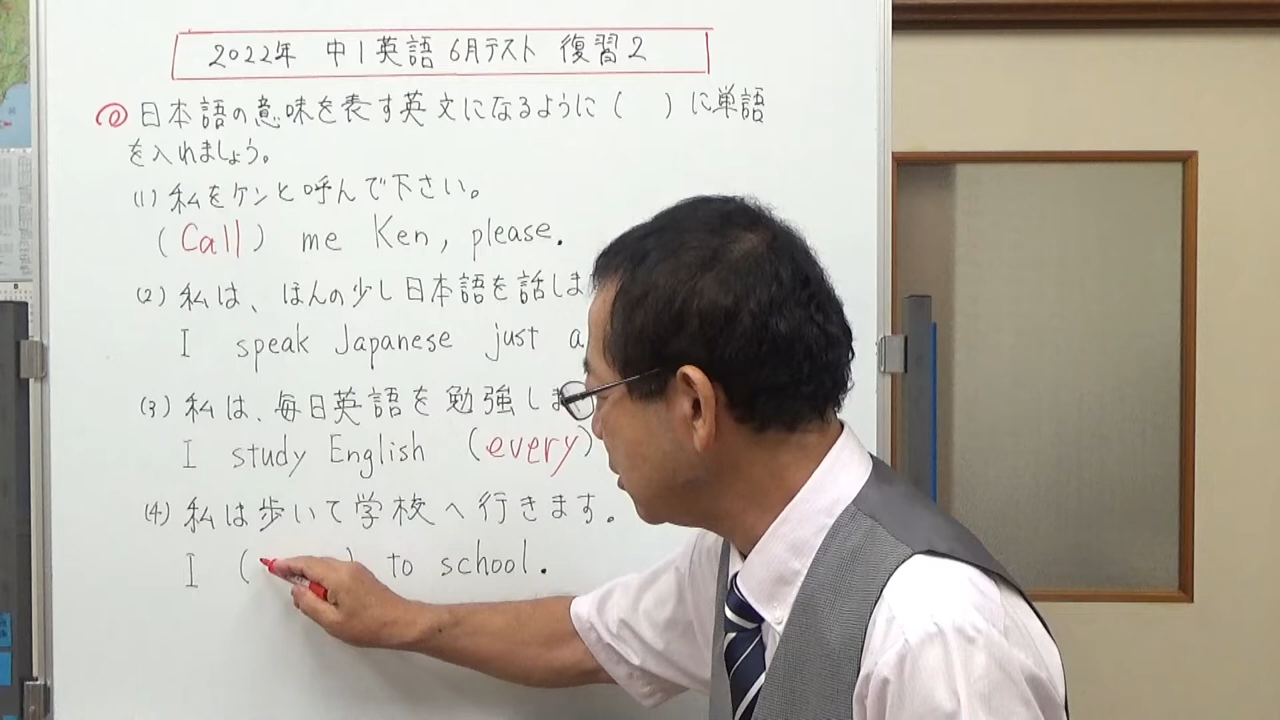 2022年 中1英語 6月テスト 復習2
◎日本語の意味を表す英文になるように( )に単語
を入れましょう。
(1) 私をケンと呼んで下さい。
(Call) me Ken, please.
(2) 私は、ほんの少し日本語を話しま
I speak Japanese just a
(3) 私は、毎日英語を勉強しま
I study English (every)
(4) 私は歩いて学校へ行きます。
I ( ) to school.